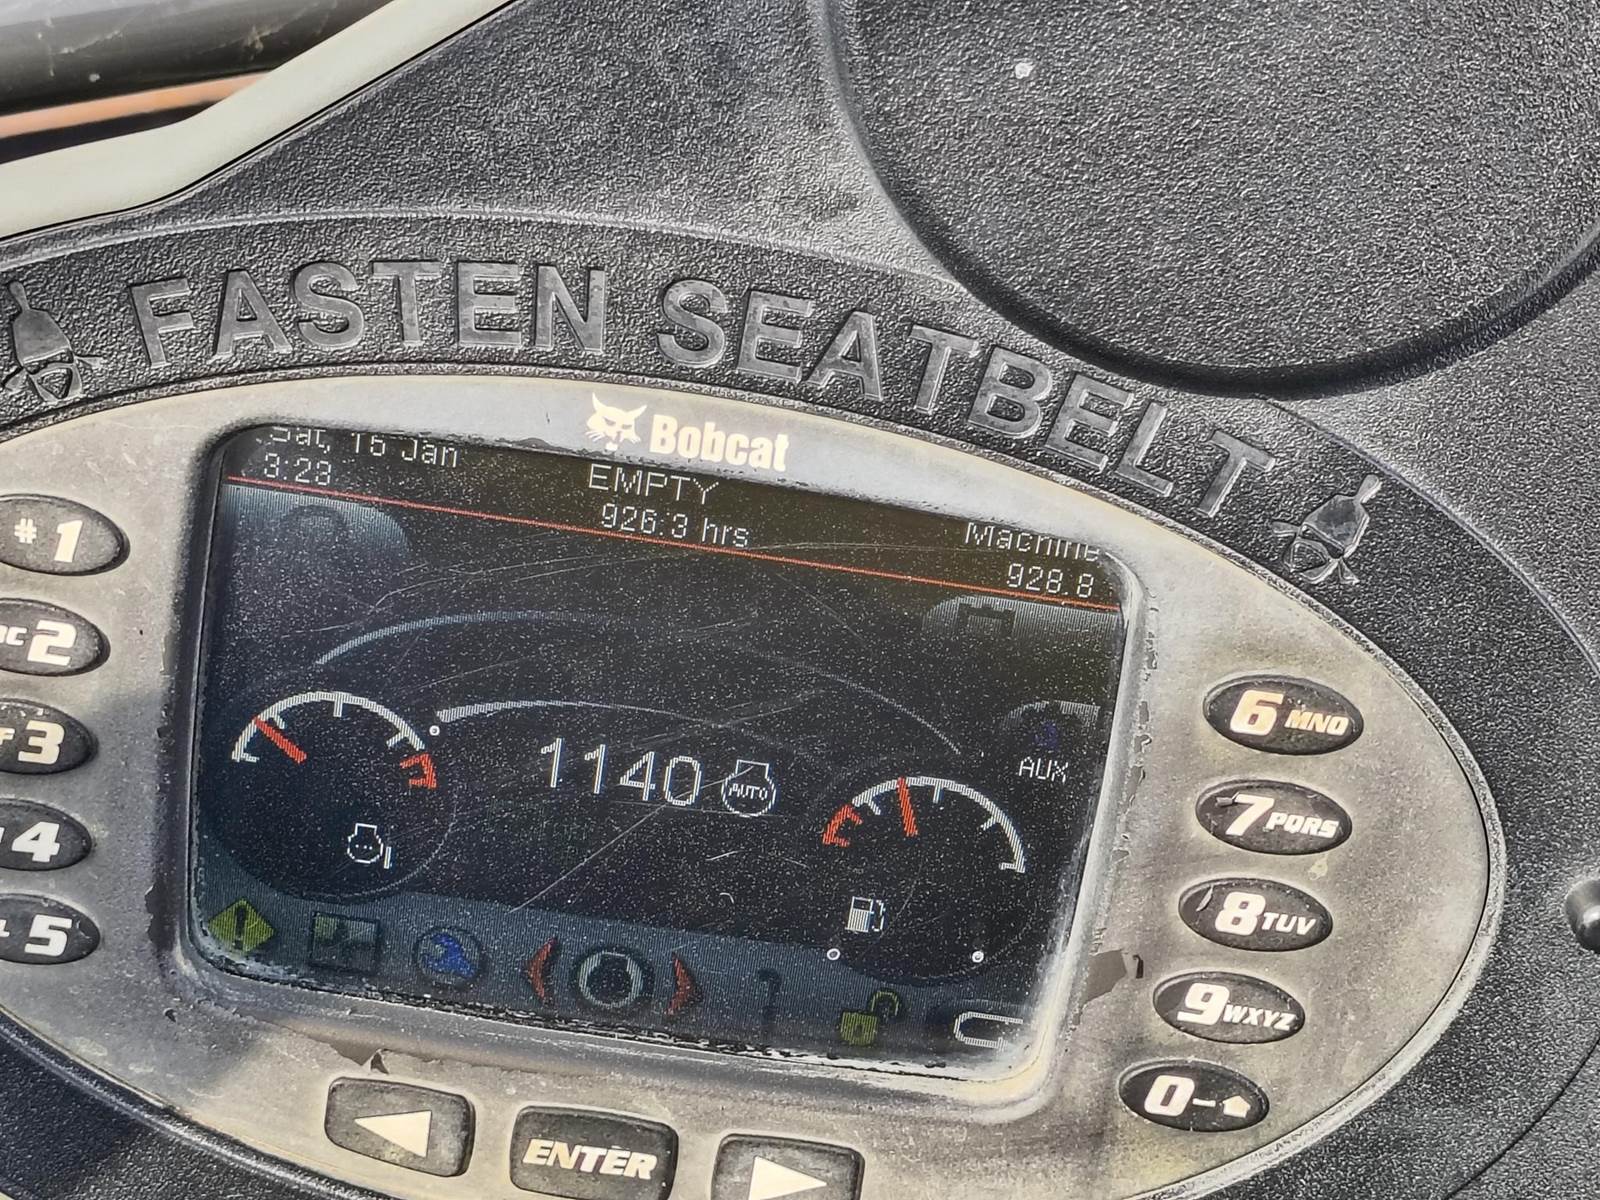 FASTEN SEATBELT
Bobcat
Sat, 16 Jan
3:23
EMPTY
926.3 hrs
Machine
928.8
1140
AUTO
AUX
# 1
2
3
4
5
6 MNO
7 PQRS
8 TUV
9 WXYZ
0 -
ENTER